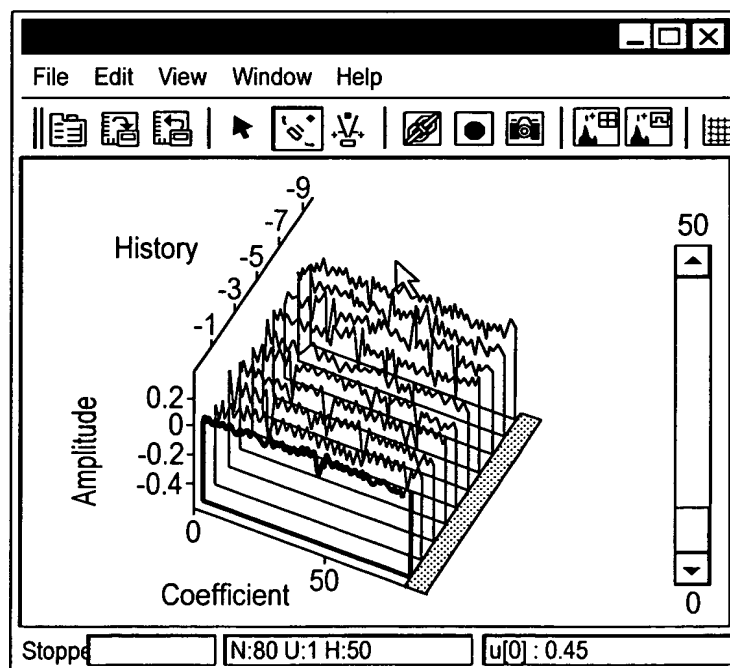 File Edit View Window Help
50
-9
-7
-5
-3
-1
History
0.2
0
-0.2
-0.4
Amplitude
0
50
Coefficient
0
Stoppe
N:80 U:1 H:50
u[0] : 0.45